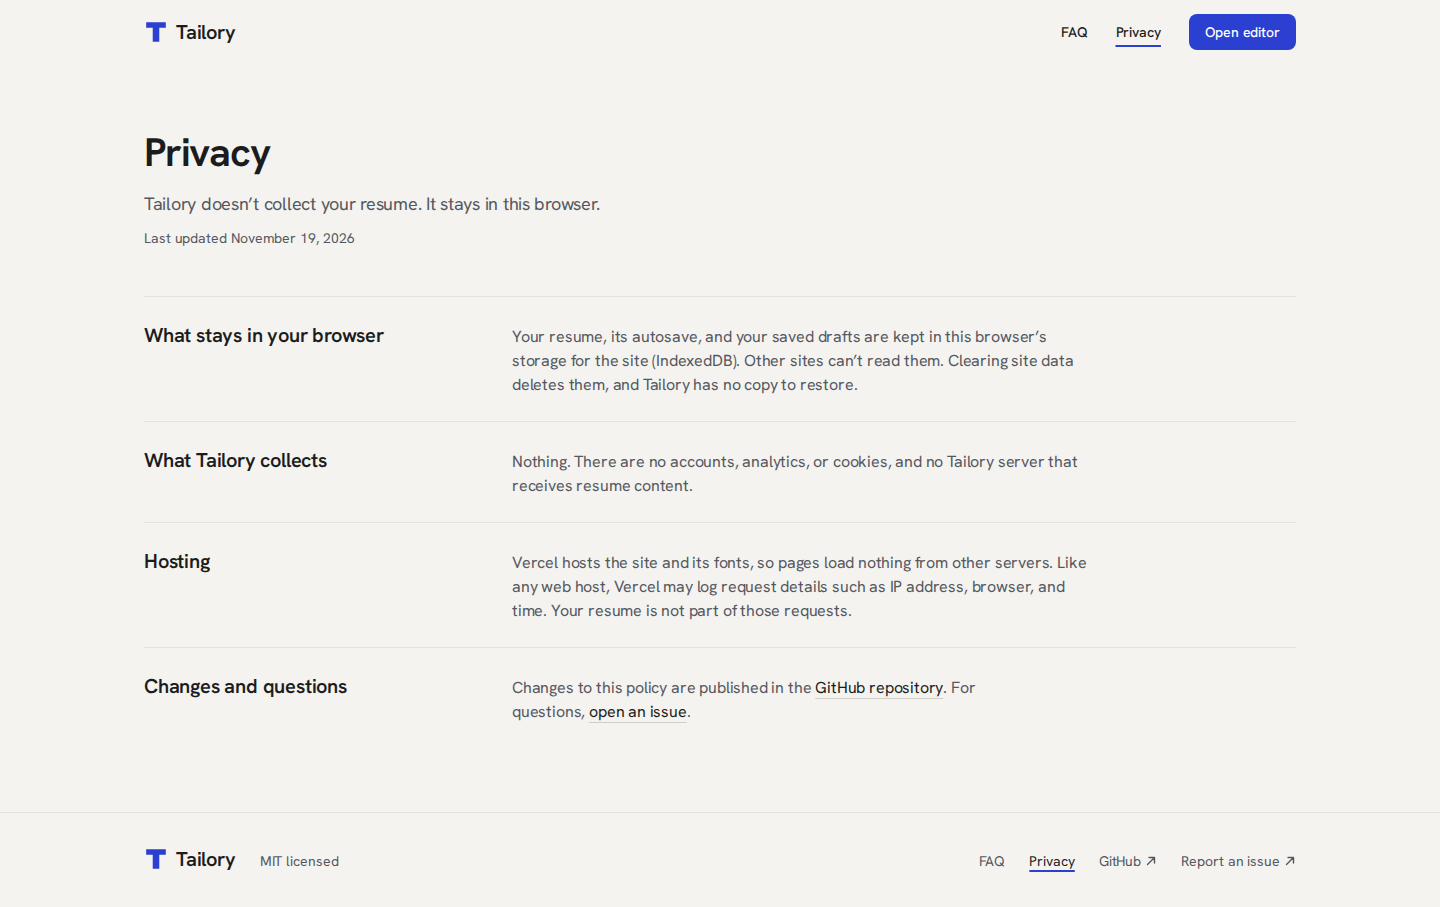 Tailory
FAQ
Privacy
Open editor
Privacy
Tailory doesn’t collect your resume. It stays in this browser.
Last updated November 19, 2026
What stays in your browser
Your resume, its autosave, and your saved drafts are kept in this browser’s
storage for the site (IndexedDB). Other sites can’t read them. Clearing site data
deletes them, and Tailory has no copy to restore.
What Tailory collects
Nothing. There are no accounts, analytics, or cookies, and no Tailory server that
receives resume content.
Hosting
Vercel hosts the site and its fonts, so pages load nothing from other servers. Like
any web host, Vercel may log request details such as IP address, browser, and
time. Your resume is not part of those requests.
Changes and questions
Changes to this policy are published in the GitHub repository. For
questions, open an issue.
Tailory
MIT licensed
FAQ
Privacy
GitHub ↗
Report an issue ↗